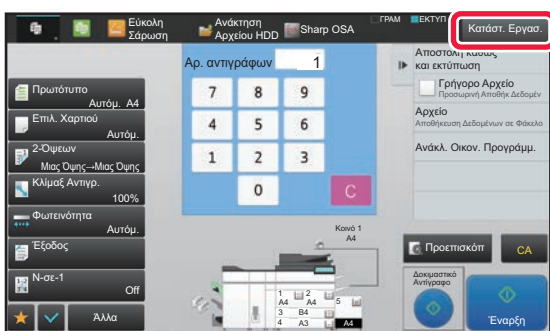 Εύκολη
Σάρωση
Ανάκτηση
Αρχείου HDD
Sharp OSA
ΓΡΑΜ
ΕΚΤΥΠ
Κατάστ. Εργασ.
Πρωτότυπο
Αυτόμ. A4
Επιλ. Χαρτιού
Αυτόμ.
2-Όψεων
Μιας Όψης→Μιας Όψης
Κλίμαξ Αντιγρ.
100%
Φωτεινότητα
Αυτόμ.
Έξοδος
N-σε-1
Off
Άλλα
Αρ. αντιγράφων
1
7 8 9
4 5 6
1 2 3
0 C
Κοινό 1
A4
1 A4
2 A4
3 B4
4 A3
5
A4
Αποστολή καθώς
και εκτύπωση
Γρήγορο Αρχείο
Προσωρινή Αποθήκ Δεδομέν
Αρχείο
Αποθήκευση Δεδομένων σε Φάκελο
Ανάκλ. Οικον. Προγράμμ.
Προεπισκόπ
CA
Δοκιμαστικό
Αντίγραφο
Έναρξη